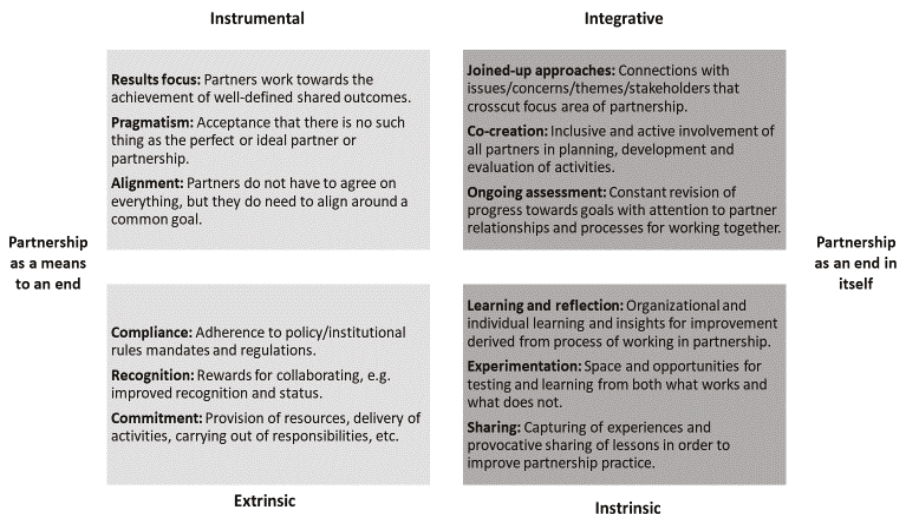 Instrumental
Integrative
Results focus: Partners work towards the
achievement of well-defined shared outcomes.
Pragmatism: Acceptance that there is no such
thing as the perfect or ideal partner or
partnership.
Alignment: Partners do not have to agree on
everything, but they do need to align around a
common goal.
Joined-up approaches: Connections with
issues/concerns/themes/stakeholders that
crosscut focus area of partnership.
Co-creation: Inclusive and active involvement of
all partners in planning, development and
evaluation of activities.
Ongoing assessment: Constant revision of
progress towards goals with attention to partner
relationships and processes for working together.
Partnership
as a means
to an end
Partnership
as an end in
itself
Compliance: Adherence to policy/institutional
rules mandates and regulations.
Recognition: Rewards for collaborating, e.g.
improved recognition and status.
Commitment: Provision of resources, delivery of
activities, carrying out of responsibilities, etc.
Learning and reflection: Organizational and
individual learning and insights for improvement
derived from process of working in partnership.
Experimentation: Space and opportunities for
testing and learning from both what works and
what does not.
Sharing: Capturing of experiences and
provocative sharing of lessons in order to
improve partnership practice.
Extrinsic
Instrinsic